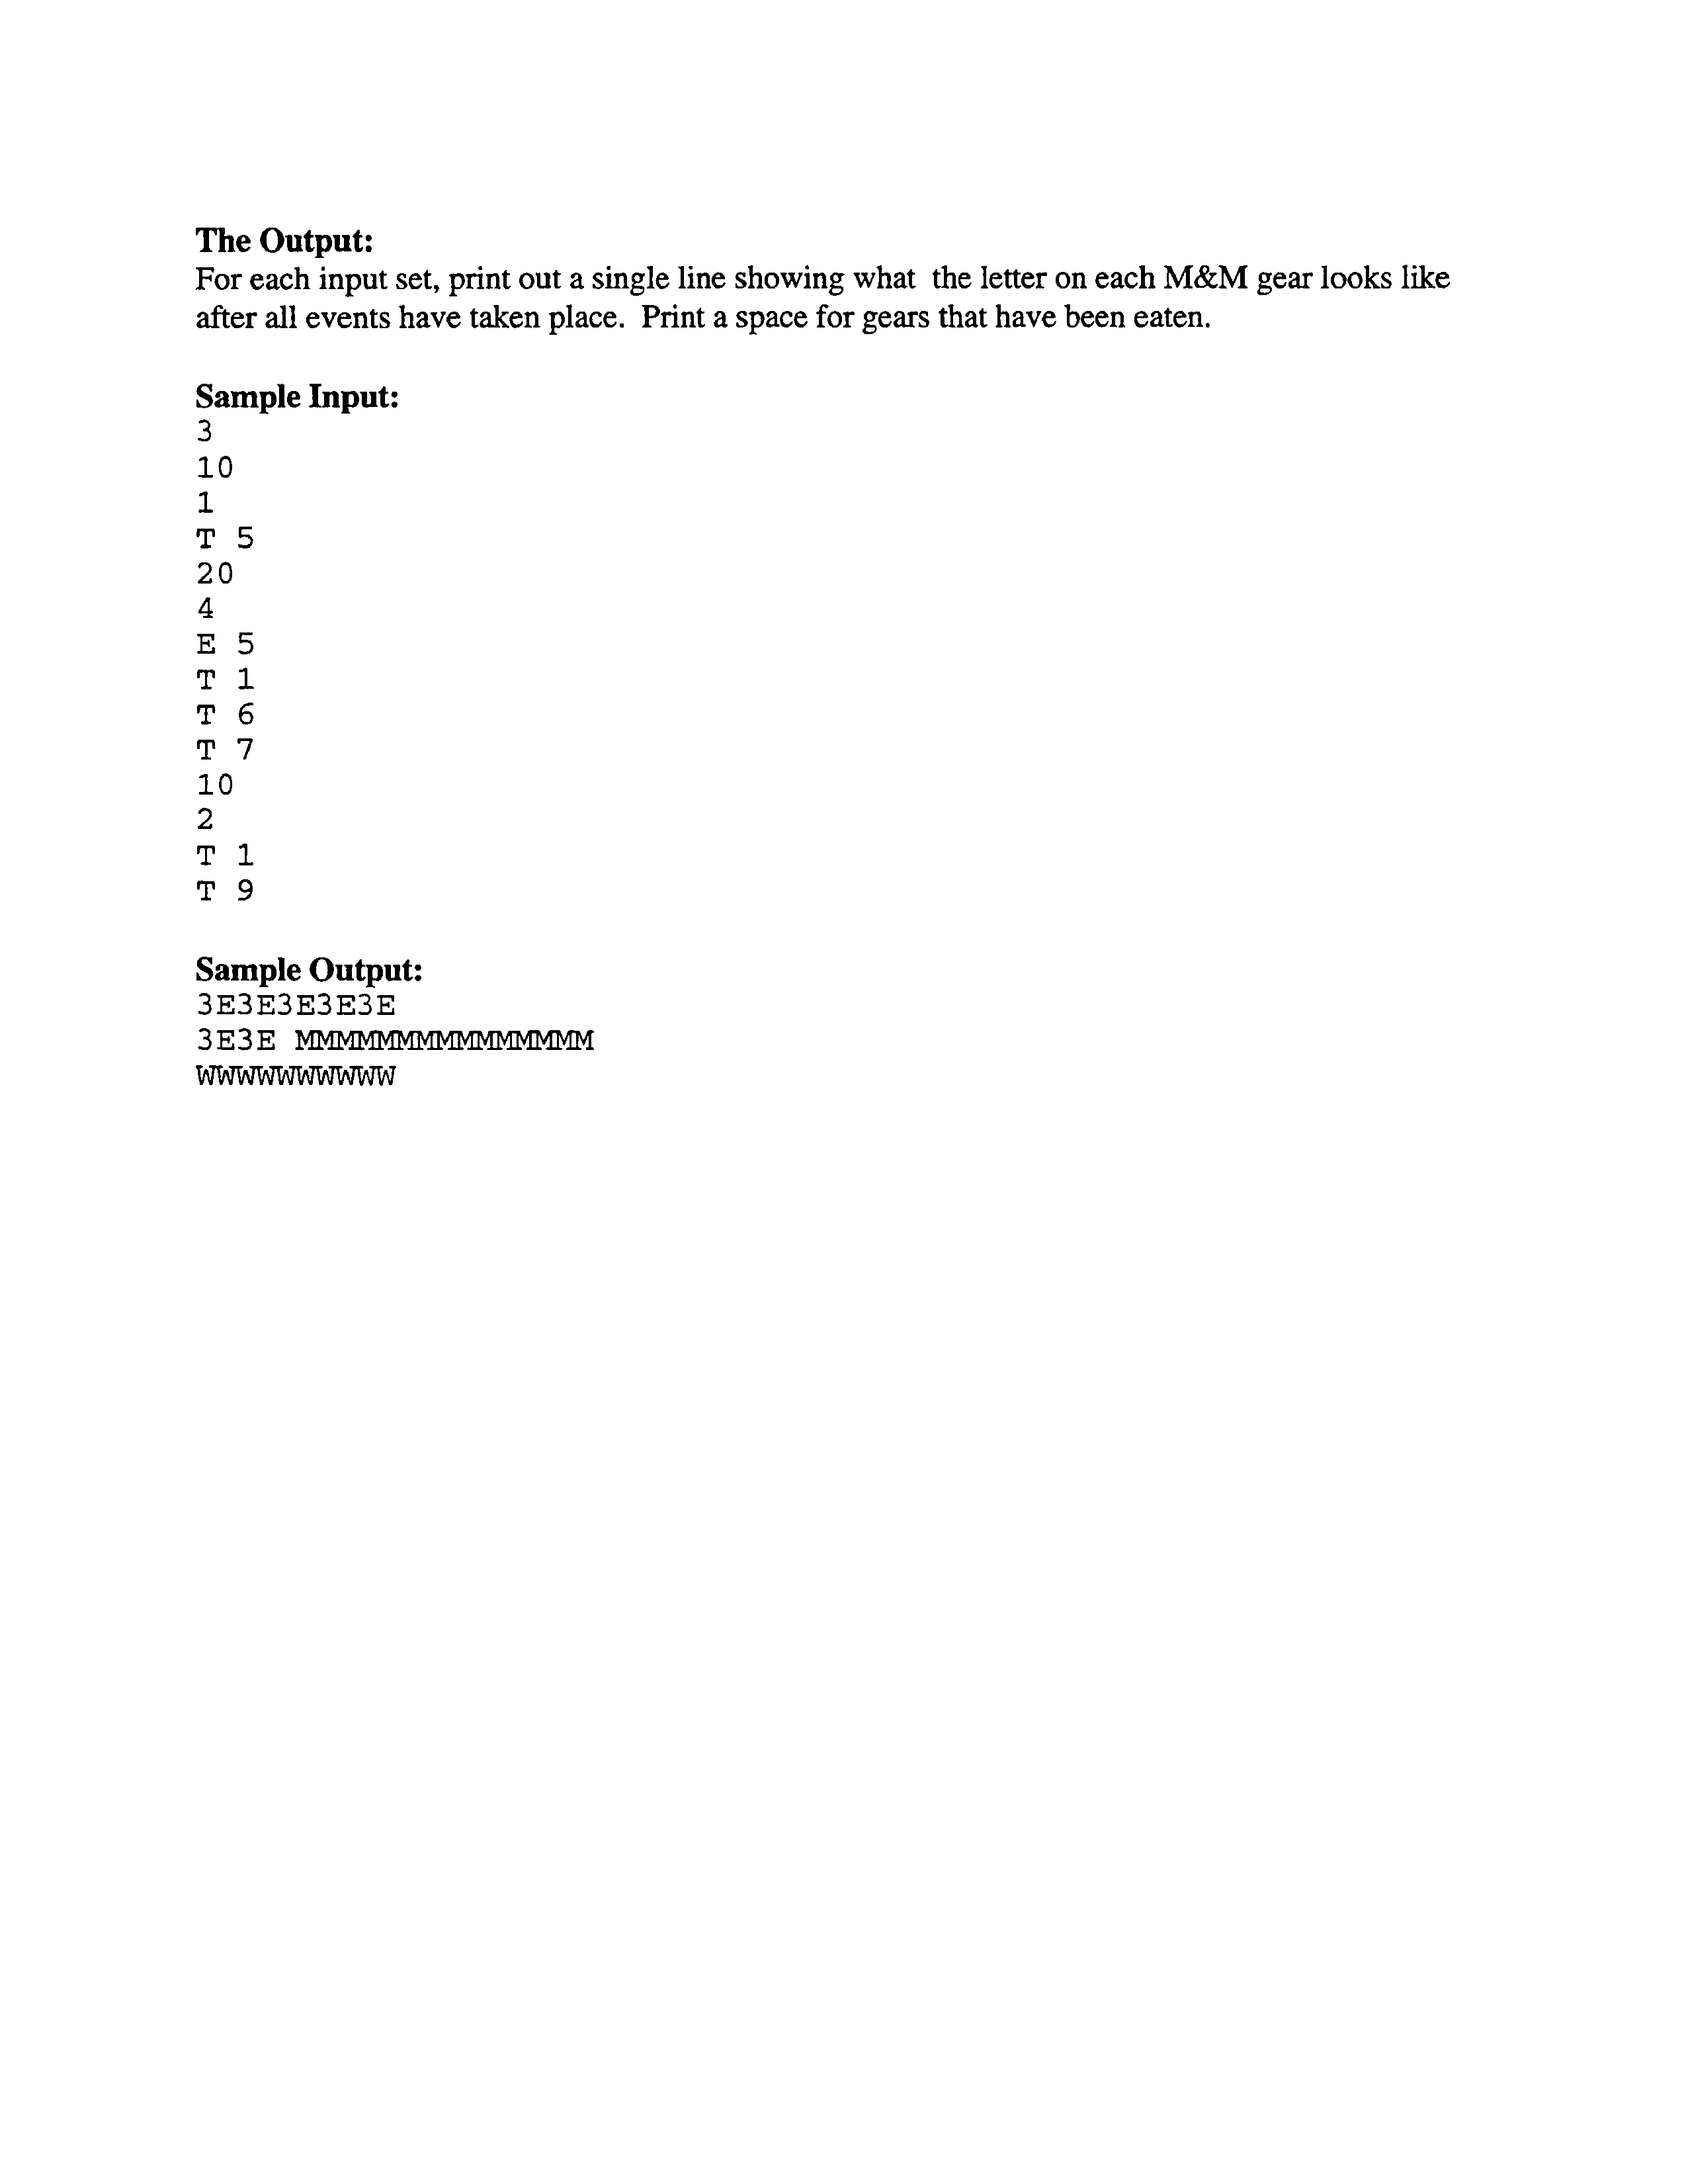 The Output:
For each input set, print out a single line showing what  the letter on each M&M gear looks like
after all events have taken place.  Print a space for gears that have been eaten.
Sample Input:
3
10
1
T 5
20
4
E 5
T 1
T 6
T 7
10
2
T 1
T 9
Sample Output:
3E3E3E3E3E
3E3E MMMMMMMMMMMMMMM
WWWWWWWWWW